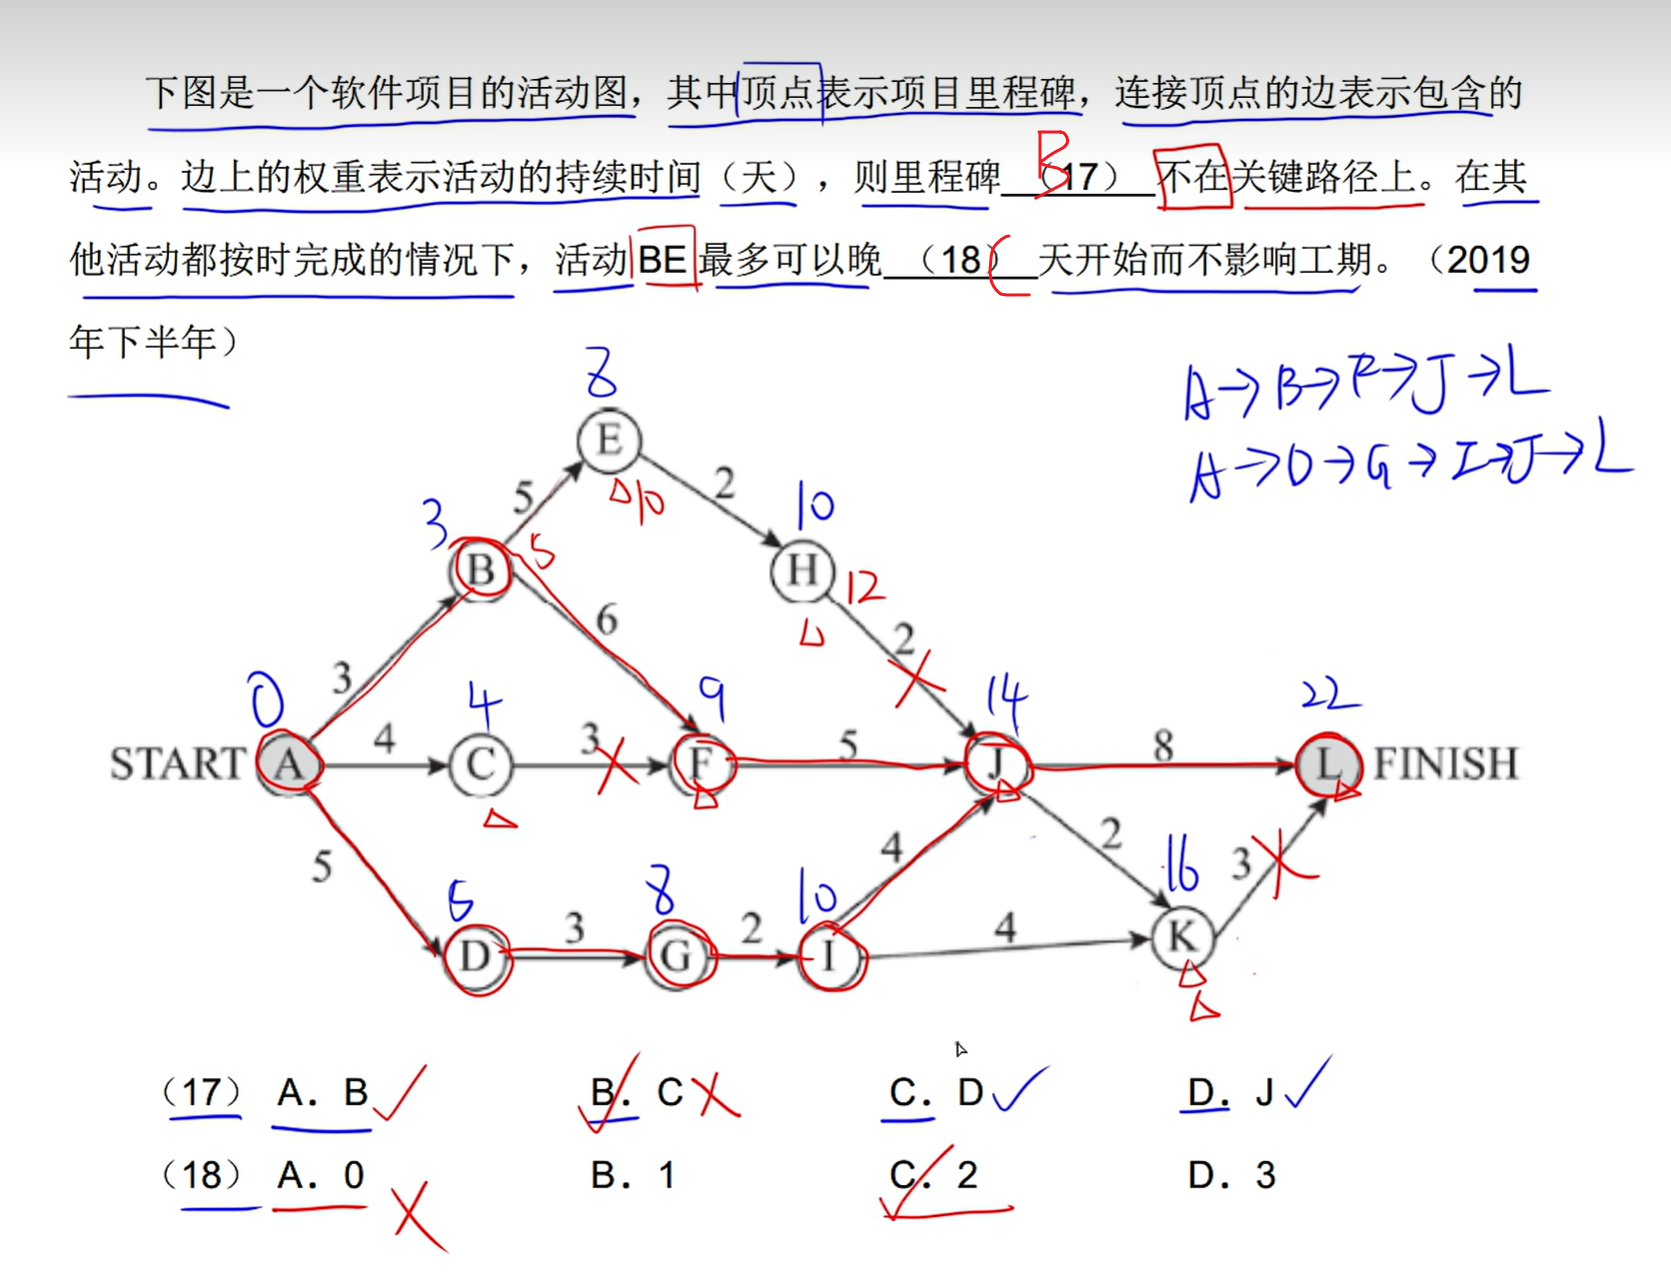 下图是一个软件项目的活动图，其中顶点表示项目里程碑，连接顶点的边表示包含的
活动。边上的权重表示活动的持续时间（天），则里程碑 （17） B 不在关键路径上。在其
他活动都按时完成的情况下，活动 BE 最多可以晚 （18） C 天开始而不影响工期。（2019
年下半年）
A→B→F→J→L
A→D→G→I→J→L
8
E
5 2
10
3 10
B 5 H
12
6 2
3
0 4 9 14 22
START A 4 C 3 F 5 J 8 L FINISH
5 4 2 3
5 8 10 16
D 3 G 2 I 4 K
（17） A. B B. C C. D D. J
（18） A. 0 B. 1 C. 2 D. 3